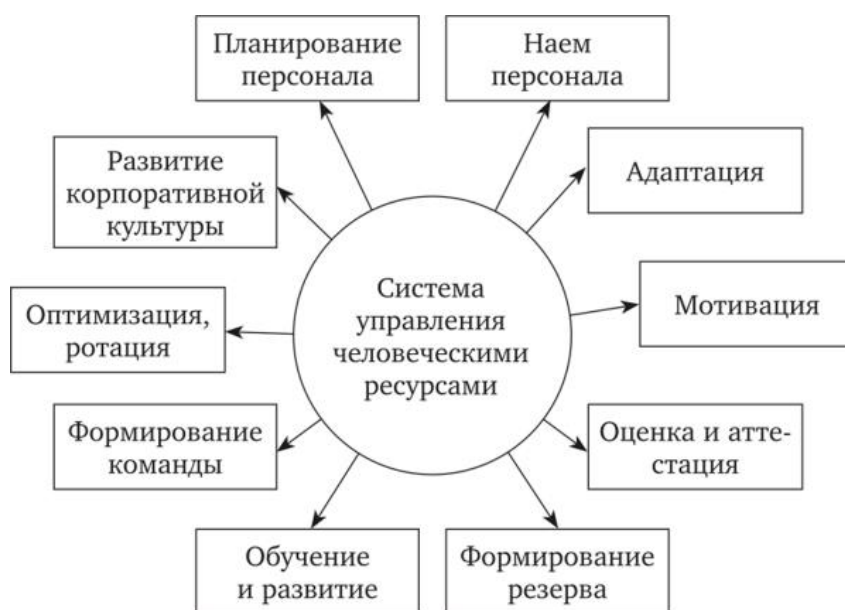 Планирование
персонала
Наем
персонала
Развитие
корпоративной
культуры
Адаптация
Система
управления
человеческими
ресурсами
Оптимизация,
ротация
Мотивация
Формирование
команды
Оценка и атте-
стация
Обучение
и развитие
Формирование
резерва